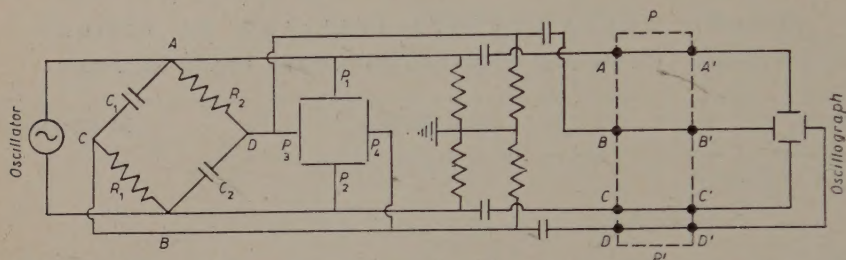 P
A
A
A'
P₁
C₁
R₂
Oscillator
C
D
P₃
P₄
B
B'
Oscillograph
R₁
C₂
P₂
C
C'
B
D
D'
P'